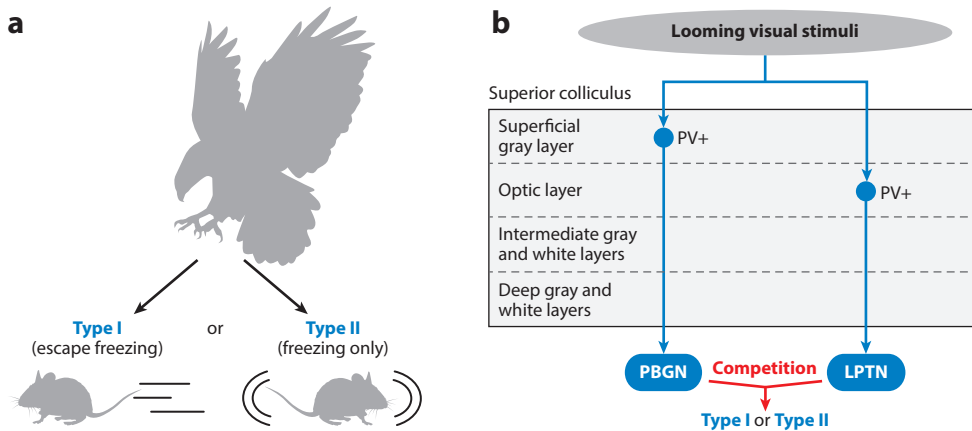 a
Type I
(escape freezing)
or
Type II
(freezing only)
b
Looming visual stimuli
Superior colliculus
Superficial
gray layer
PV+
Optic layer
PV+
Intermediate gray
and white layers
Deep gray and
white layers
PBGN
Competition
LPTN
Type I or Type II